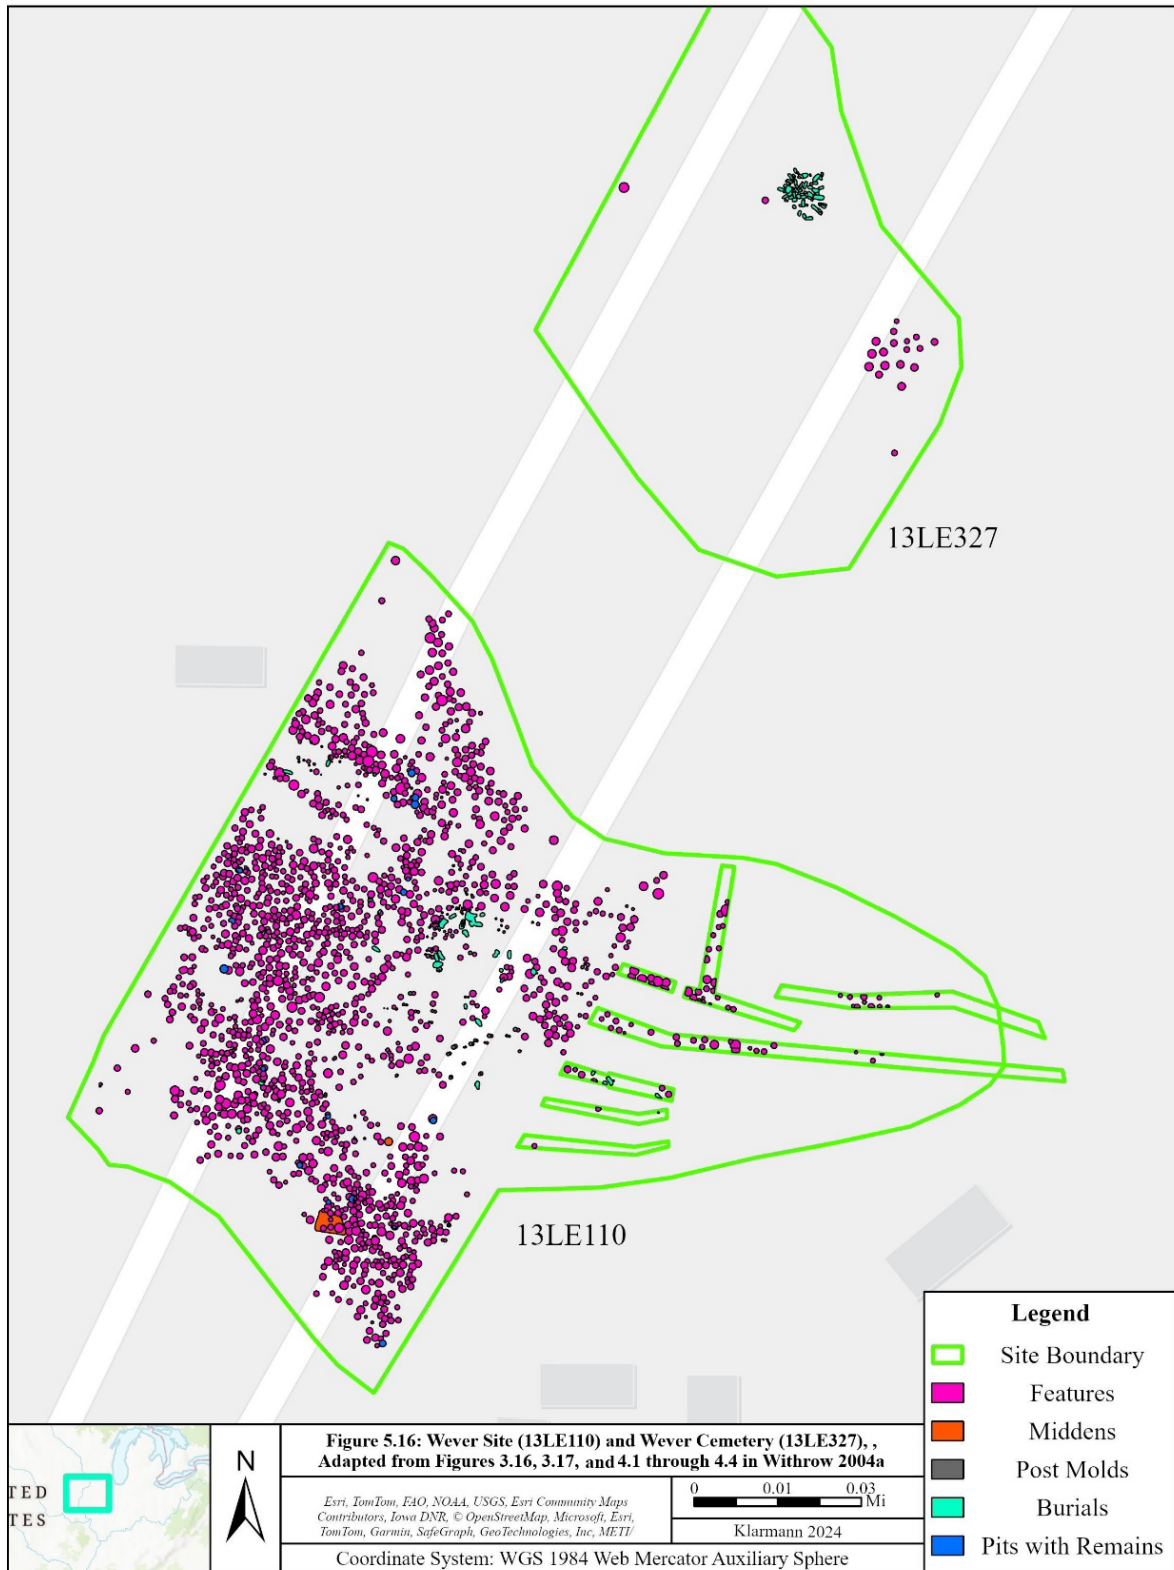 13LE327
13LE110
Legend
Site Boundary
Features
Middens
Post Molds
Burials
Pits with Remains
TED
TES
N
Figure 5.16: Wever Site (13LE110) and Wever Cemetery (13LE327), ,
Adapted from Figures 3.16, 3.17, and 4.1 through 4.4 in Withrow 2004a
Esri, TomTom, FAO, NOAA, USGS, Esri Community Maps
Contributors, Iowa DNR, © OpenStreetMap, Microsoft, Esri,
TomTom, Garmin, SafeGraph, GeoTechnologies, Inc, METI/
0 0.01 0.03
Mi
Klarmann 2024
Coordinate System: WGS 1984 Web Mercator Auxiliary Sphere